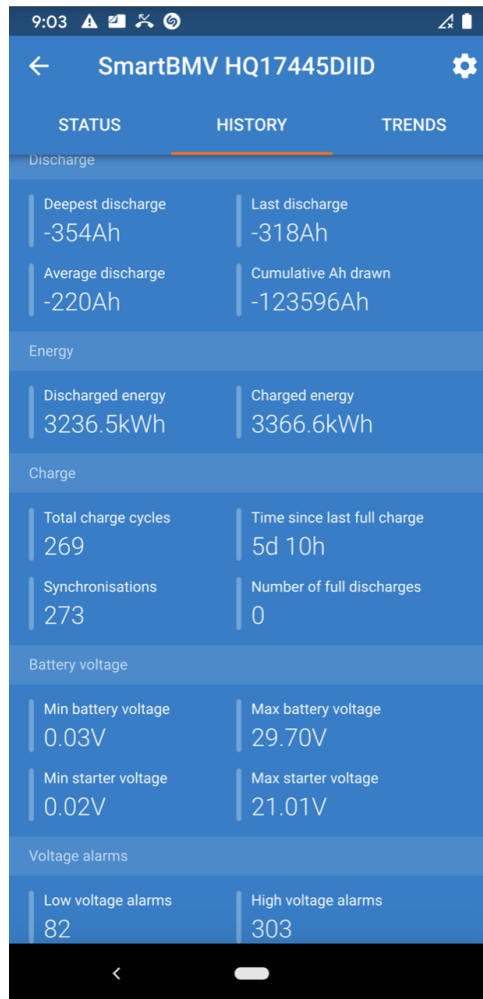 9:03
SmartBMV HQ17445DIID
STATUS HISTORY TRENDS
Discharge
Deepest discharge Last discharge
-354Ah -318Ah
Average discharge Cumulative Ah drawn
-220Ah -123596Ah
Energy
Discharged energy Charged energy
3236.5kWh 3366.6kWh
Charge
Total charge cycles Time since last full charge
269 5d 10h
Synchronisations Number of full discharges
273 0
Battery voltage
Min battery voltage Max battery voltage
0.03V 29.70V
Min starter voltage Max starter voltage
0.02V 21.01V
Voltage alarms
Low voltage alarms High voltage alarms
82 303